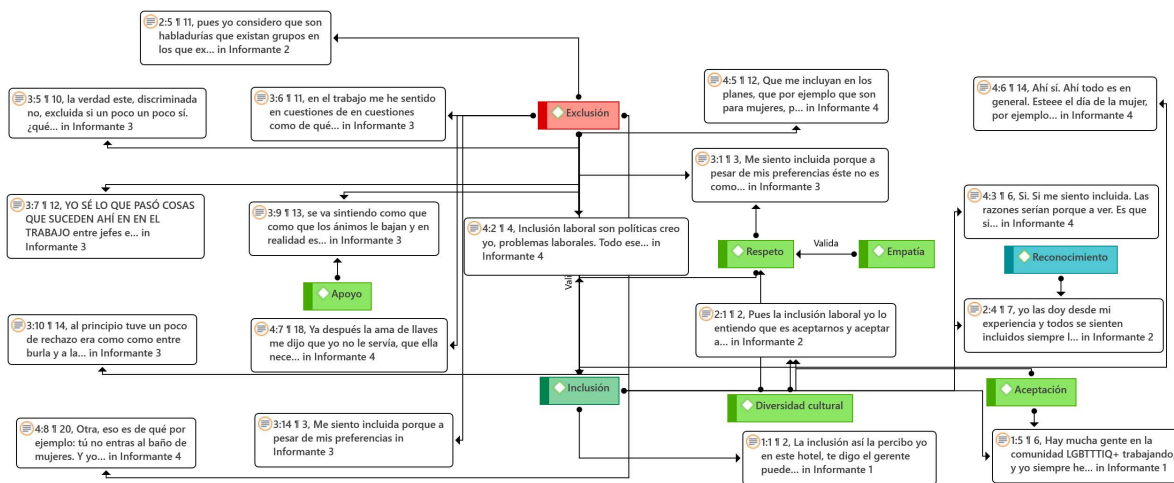 2:5 ¶ 11, pues yo considero que son
habladurías que existan grupos en
los que ex... in Informante 2
3:5 ¶ 10, la verdad este, discriminada
no, excluida si un poco un poco sí.
¿qué... in Informante 3
3:6 ¶ 11, en el trabajo me he sentido
en cuestiones de en cuestiones
como de qué... in Informante 3
Exclusión
4:5 ¶ 12, Que me incluyan en los
planes, que por ejemplo que son
para mujeres, p... in Informante 4
4:6 ¶ 14, Ahí sí. Ahí todo es en
general. Esteee el día de la mujer,
por ejemplo... in Informante 4
3:1 ¶ 3, Me siento incluida porque a
pesar de mis preferencias éste no es
como... in Informante 3
3:7 ¶ 12, YO SÉ LO QUE PASÓ COSAS
QUE SUCEDEN AHÍ EN EN EL
TRABAJO entre jefes e... in
Informante 3
3:9 ¶ 13, se va sintiendo como que
como que los ánimos le bajan y en
realidad es... in Informante 3
4:2 ¶ 4, Inclusión laboral son políticas creo
yo, problemas laborales. Todo ese... in
Informante 4
4:3 ¶ 6, Si. Si me siento incluida. Las
razones serían porque a ver. Es que
si... in Informante 4
Respeto
Valida
Empatía
Reconocimiento
Apoyo
3:10 ¶ 14, al principio tuve un poco
de rechazo era como como entre
burla y a la... in Informante 3
4:7 ¶ 18, Ya después la ama de llaves
me dijo que yo no le servía, que ella
nece... in Informante 4
2:1 ¶ 2, Pues la inclusión laboral yo lo
entiendo que es aceptarnos y aceptar
a... in Informante 2
2:4 ¶ 7, yo las doy desde mi
experiencia y todos se sienten
incluidos siempre l... in Informante 2
Inclusión
Diversidad cultural
Aceptación
4:8 ¶ 20, Otra, eso es de qué por
ejemplo: tú no entras al baño de
mujeres. Y yo... in Informante 4
3:14 ¶ 3, Me siento incluida porque a
pesar de mis preferencias in
Informante 3
1:1 ¶ 2, La inclusión así la percibo yo
en este hotel, te digo el gerente
puede... in Informante 1
1:5 ¶ 6, Hay mucha gente en la
comunidad LGBTTTIQ+ trabajando,
y yo siempre he... in Informante 1